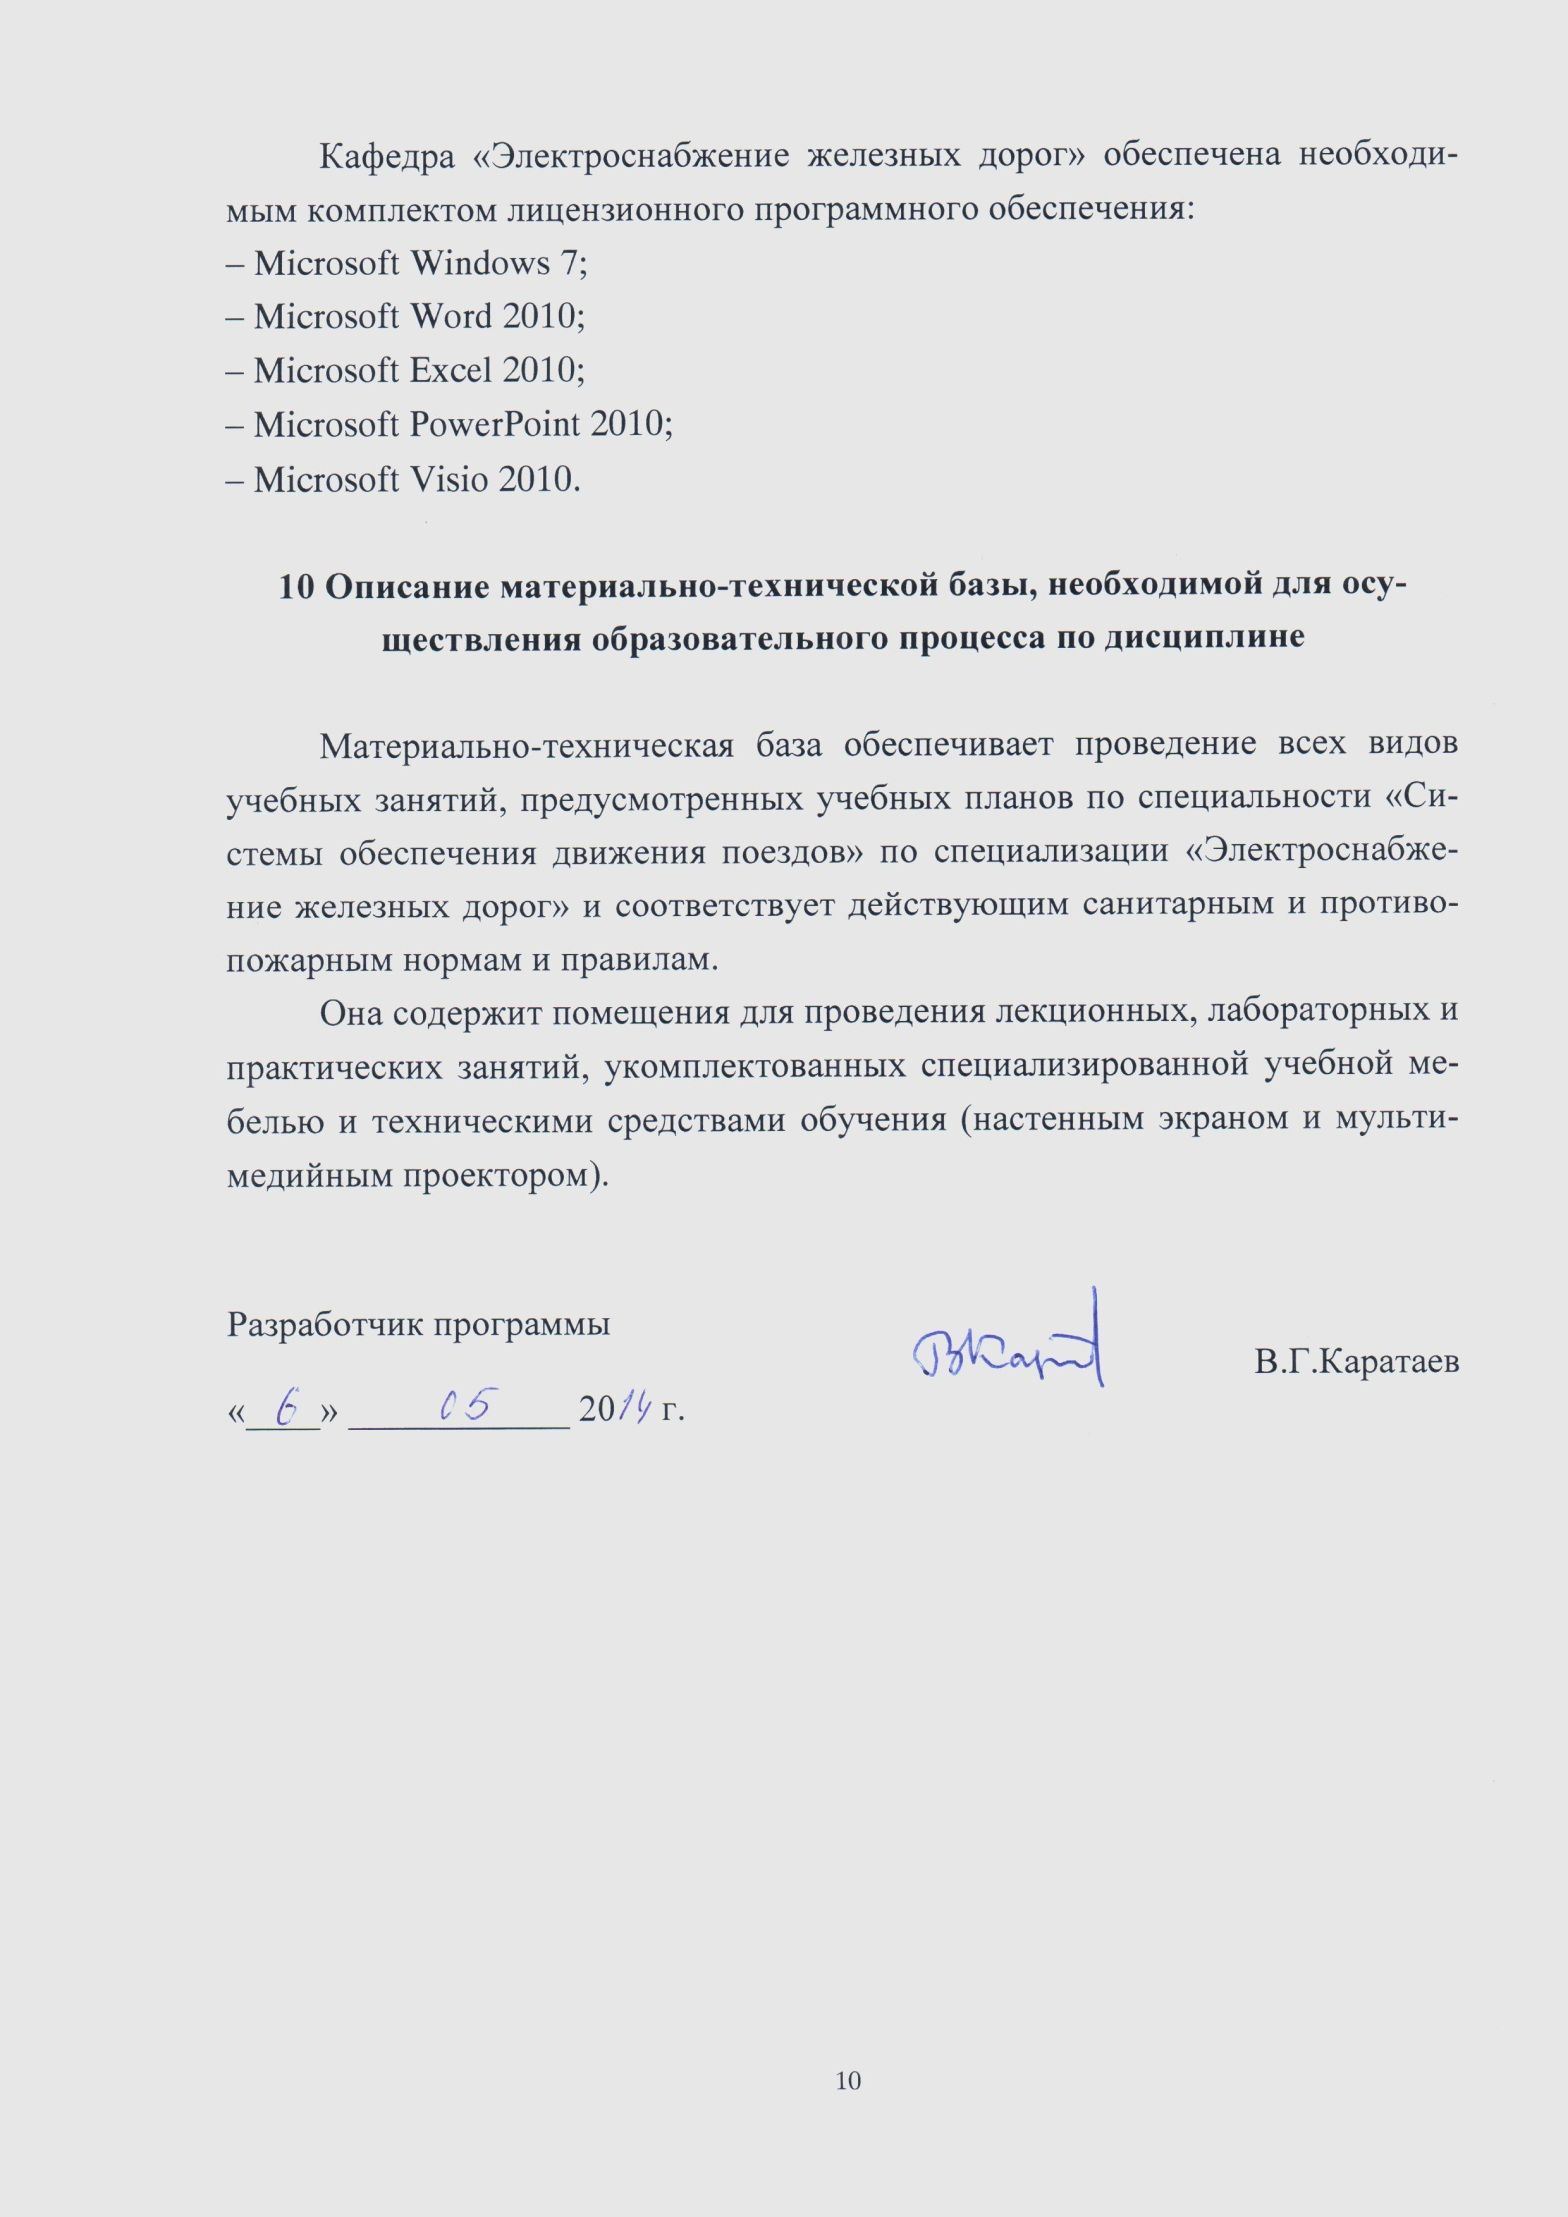 Кафедра «Электроснабжение железных дорог» обеспечена необходи-
мым комплектом лицензионного программного обеспечения:
– Microsoft Windows 7;
– Microsoft Word 2010;
– Microsoft Excel 2010;
– Microsoft PowerPoint 2010;
– Microsoft Visio 2010.
10 Описание материально-технической базы, необходимой для осу-
ществления образовательного процесса по дисциплине
Материально-техническая база обеспечивает проведение всех видов
учебных занятий, предусмотренных учебных планов по специальности «Си-
стемы обеспечения движения поездов» по специализации «Электроснабже-
ние железных дорог» и соответствует действующим санитарным и противо-
пожарным нормам и правилам.
Она содержит помещения для проведения лекционных, лабораторных и
практических занятий, укомплектованных специализированной учебной ме-
белью и техническими средствами обучения (настенным экраном и мульти-
медийным проектором).
Разработчик программы
В.Г.Каратаев
«6» 05 2014 г.
10